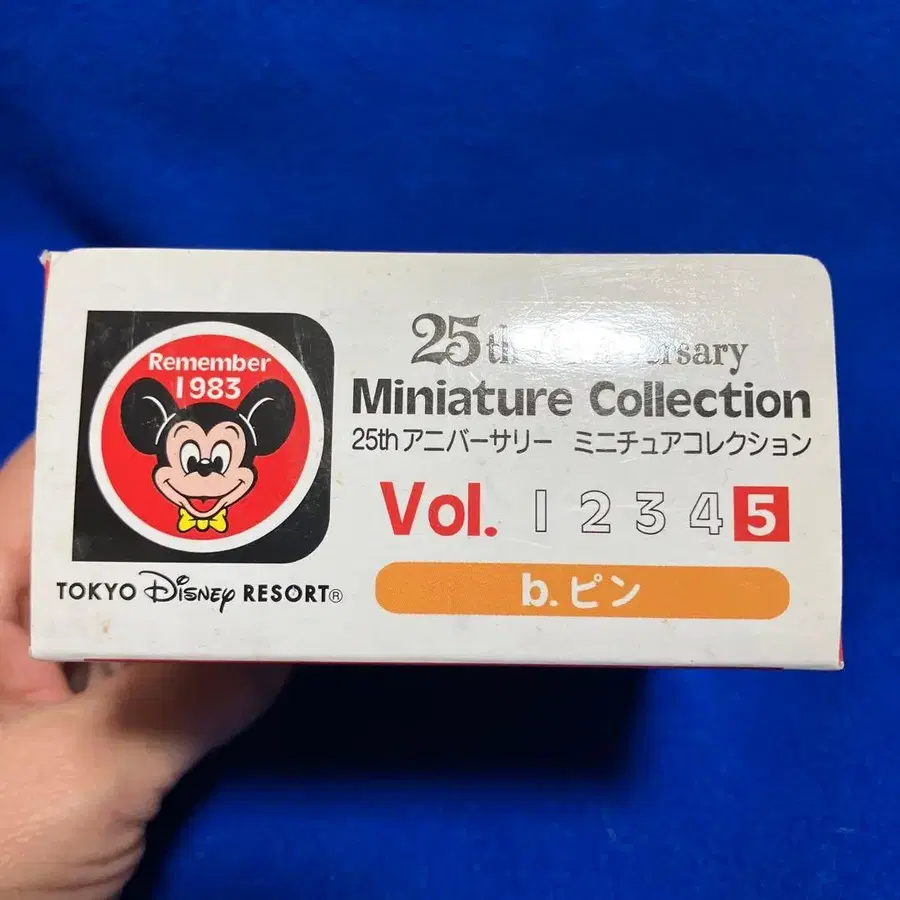 Remember
1983
TOKYO Disney RESORT®
25th Anniversary
Miniature Collection
25thアニバーサリー ミニチュアコレクション
Vol. 1 2 3 4 5
b. ピン